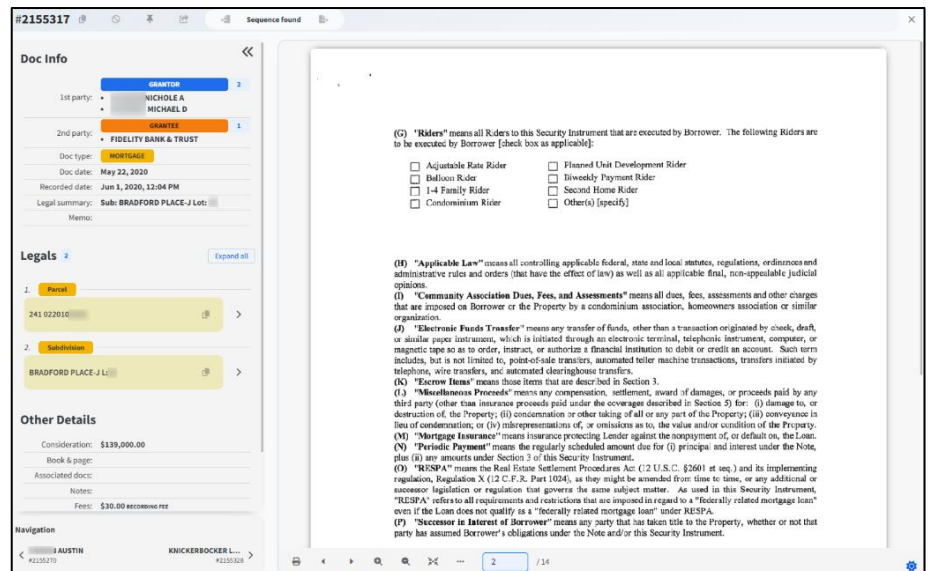 #2155317
Sequence found
Doc Info
GRANTOR 2
1st party: • NICHOLE A
• MICHAEL D
GRANTEE 1
2nd party: • FIDELITY BANK & TRUST
Doc type: MORTGAGE
Doc date: May 22, 2020
Recorded date: Jun 1, 2020, 12:04 PM
Legal summary: Sub: BRADFORD PLACE-J Lot:
Memo:
Legals 2 Expand all
1. Parcel
241 022010
2. Subdivision
BRADFORD PLACE-J L:
Other Details
Consideration: $139,000.00
Book & page:
Associated docs:
Notes:
Fees: $30.00 RECORDING FEE
Navigation
AUSTIN
#2155270
KNICKERBOCKER L...
#2155328
(G) "Riders" means all Riders to this Security Instrument that are executed by Borrower. The following Riders are
to be executed by Borrower [check box as applicable]:
Adjustable Rate Rider Planned Unit Development Rider
Balloon Rider Biweekly Payment Rider
1-4 Family Rider Second Home Rider
Condominium Rider Other(s) [specify]
(H) "Applicable Law" means all controlling applicable federal, state and local statutes, regulations, ordinances and
administrative rules and orders (that have the effect of law) as well as all applicable final, non-appealable judicial
opinions.
(I) "Community Association Dues, Fees, and Assessments" means all dues, fees, assessments and other charges
that are imposed on Borrower or the Property by a condominium association, homeowners association or similar
organization.
(J) "Electronic Funds Transfer" means any transfer of funds, other than a transaction originated by check, draft,
or similar paper instrument, which is initiated through an electronic terminal, telephonic instrument, computer, or
magnetic tape so as to order, instruct, or authorize a financial institution to debit or credit an account. Such term
includes, but is not limited to, point-of-sale transfers, automated teller machine transactions, transfers initiated by
telephone, wire transfers, and automated clearinghouse transfers.
(K) "Escrow Items" means those items that are described in Section 3.
(L) "Miscellaneous Proceeds" means any compensation, settlement, award of damages, or proceeds paid by any
third party (other than insurance proceeds paid under the coverages described in Section 5) for: (i) damage to, or
destruction of, the Property; (ii) condemnation or other taking of all or any part of the Property; (iii) conveyance in
lieu of condemnation; or (iv) misrepresentations of, or omissions as to, the value and/or condition of the Property.
(M) "Mortgage Insurance" means insurance protecting Lender against the nonpayment of, or default on, the Loan.
(N) "Periodic Payment" means the regularly scheduled amount due for (i) principal and interest under the Note,
plus (ii) any amounts under Section 3 of this Security Instrument.
(O) "RESPA" means the Real Estate Settlement Procedures Act (12 U.S.C. §2601 et seq.) and its implementing
regulation, Regulation X (12 C.F.R. Part 1024), as they might be amended from time to time, or any additional or
successor legislation or regulation that governs the same subject matter. As used in this Security Instrument,
"RESPA" refers to all requirements and restrictions that are imposed in regard to a "federally related mortgage loan"
even if the Loan does not qualify as a "federally related mortgage loan" under RESPA.
(P) "Successor in Interest of Borrower" means any party that has taken title to the Property, whether or not that
party has assumed Borrower's obligations under the Note and/or this Security Instrument.
2 /14